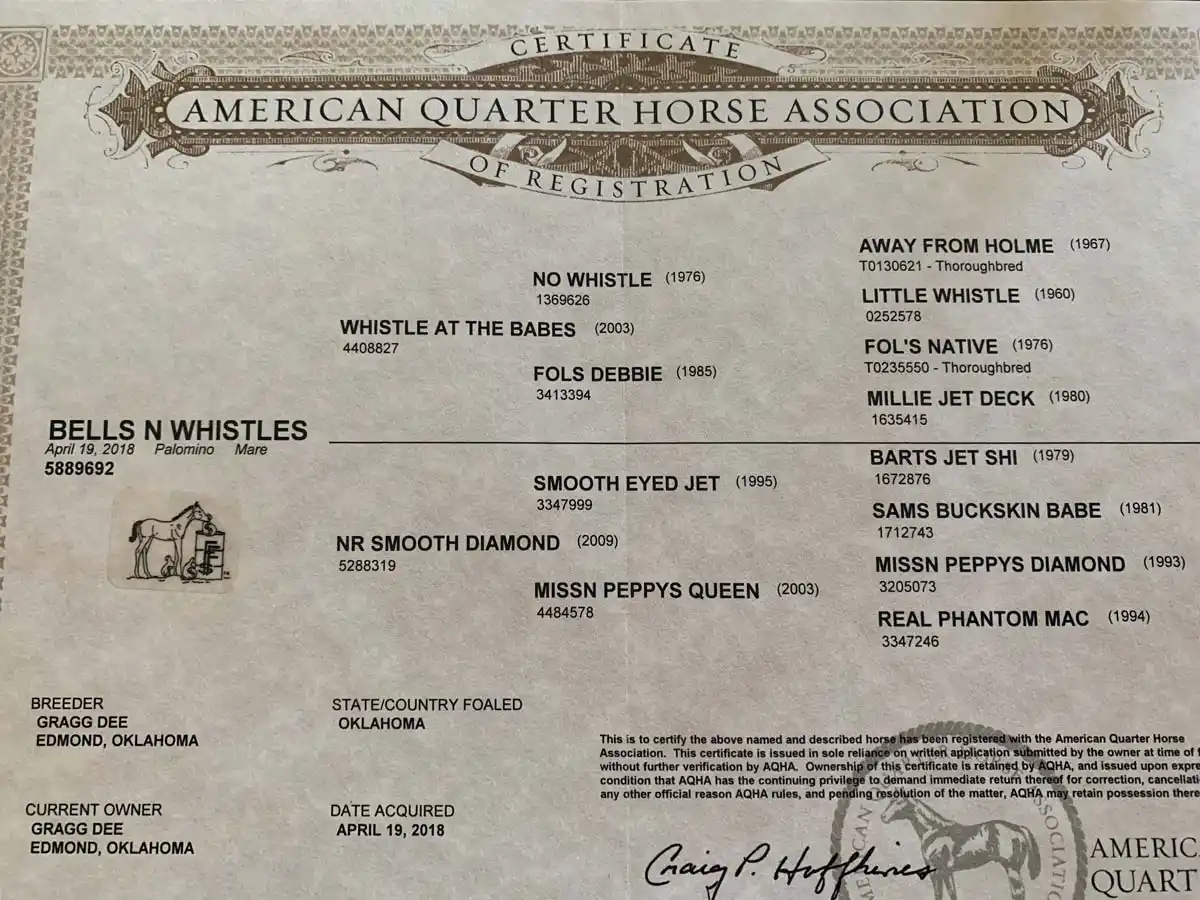 CERTIFICATE
AMERICAN QUARTER HORSE ASSOCIATION
OF REGISTRATION
AWAY FROM HOLME (1967)
T0130621 - Thoroughbred
NO WHISTLE (1976)
1369626
LITTLE WHISTLE (1960)
0252578
WHISTLE AT THE BABES (2003)
4408827
FOL'S NATIVE (1976)
T0235550 - Thoroughbred
FOLS DEBBIE (1985)
3413394
MILLIE JET DECK (1980)
1635415
BELLS N WHISTLES
April 19, 2018 Palomino Mare
5889692
BARTS JET SHI (1979)
1672876
SMOOTH EYED JET (1995)
3347999
SAMS BUCKSKIN BABE (1981)
1712743
NR SMOOTH DIAMOND (2009)
5288319
MISSN PEPPYS DIAMOND (1993)
3205073
MISSN PEPPYS QUEEN (2003)
4484578
REAL PHANTOM MAC (1994)
3347246
BREEDER
GRAGG DEE
EDMOND, OKLAHOMA
STATE/COUNTRY FOALED
OKLAHOMA
CURRENT OWNER
GRAGG DEE
EDMOND, OKLAHOMA
DATE ACQUIRED
APRIL 19, 2018
This is to certify the above named and described horse has been registered with the American Quarter Horse
Association. This certificate is issued in sole reliance on written application submitted by the owner at time of
without further verification by AQHA. Ownership of this certificate is retained by AQHA, and issued upon expre
condition that AQHA has the continuing privilege to demand immediate return thereof for correction, cancellati
any other official reason AQHA rules, and pending resolution of the matter, AQHA may retain possession there
Craig P. Huffhines
AMERIC
QUART